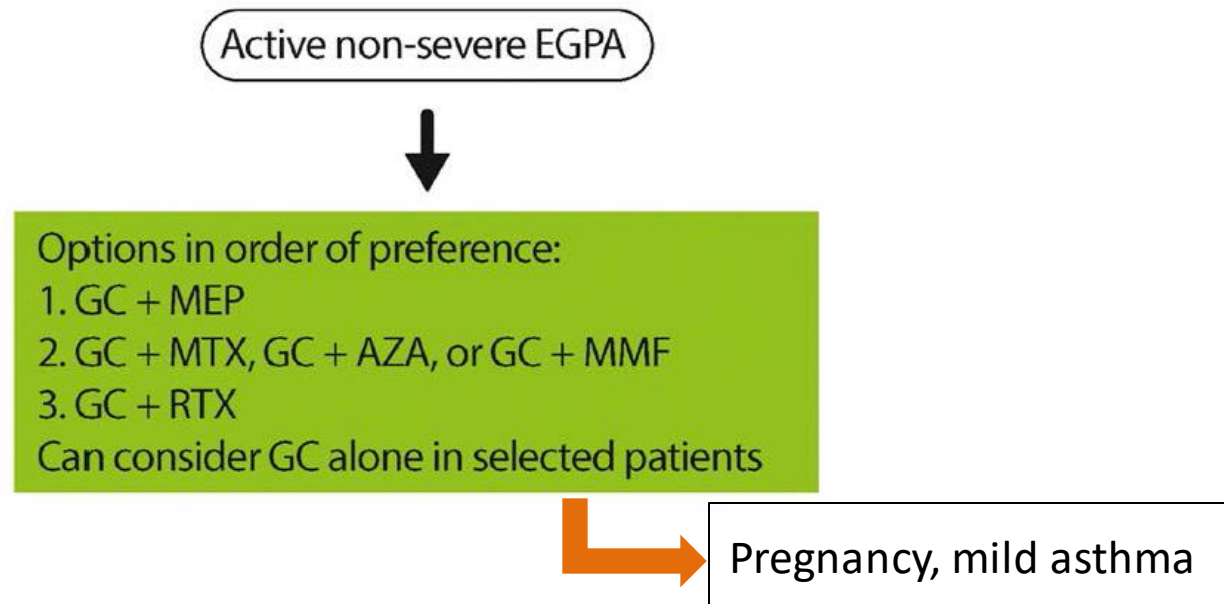 Active non-severe EGPA
Options in order of preference:
1. GC + MEP
2. GC + MTX, GC + AZA, or GC + MMF
3. GC + RTX
Can consider GC alone in selected patients
Pregnancy, mild asthma